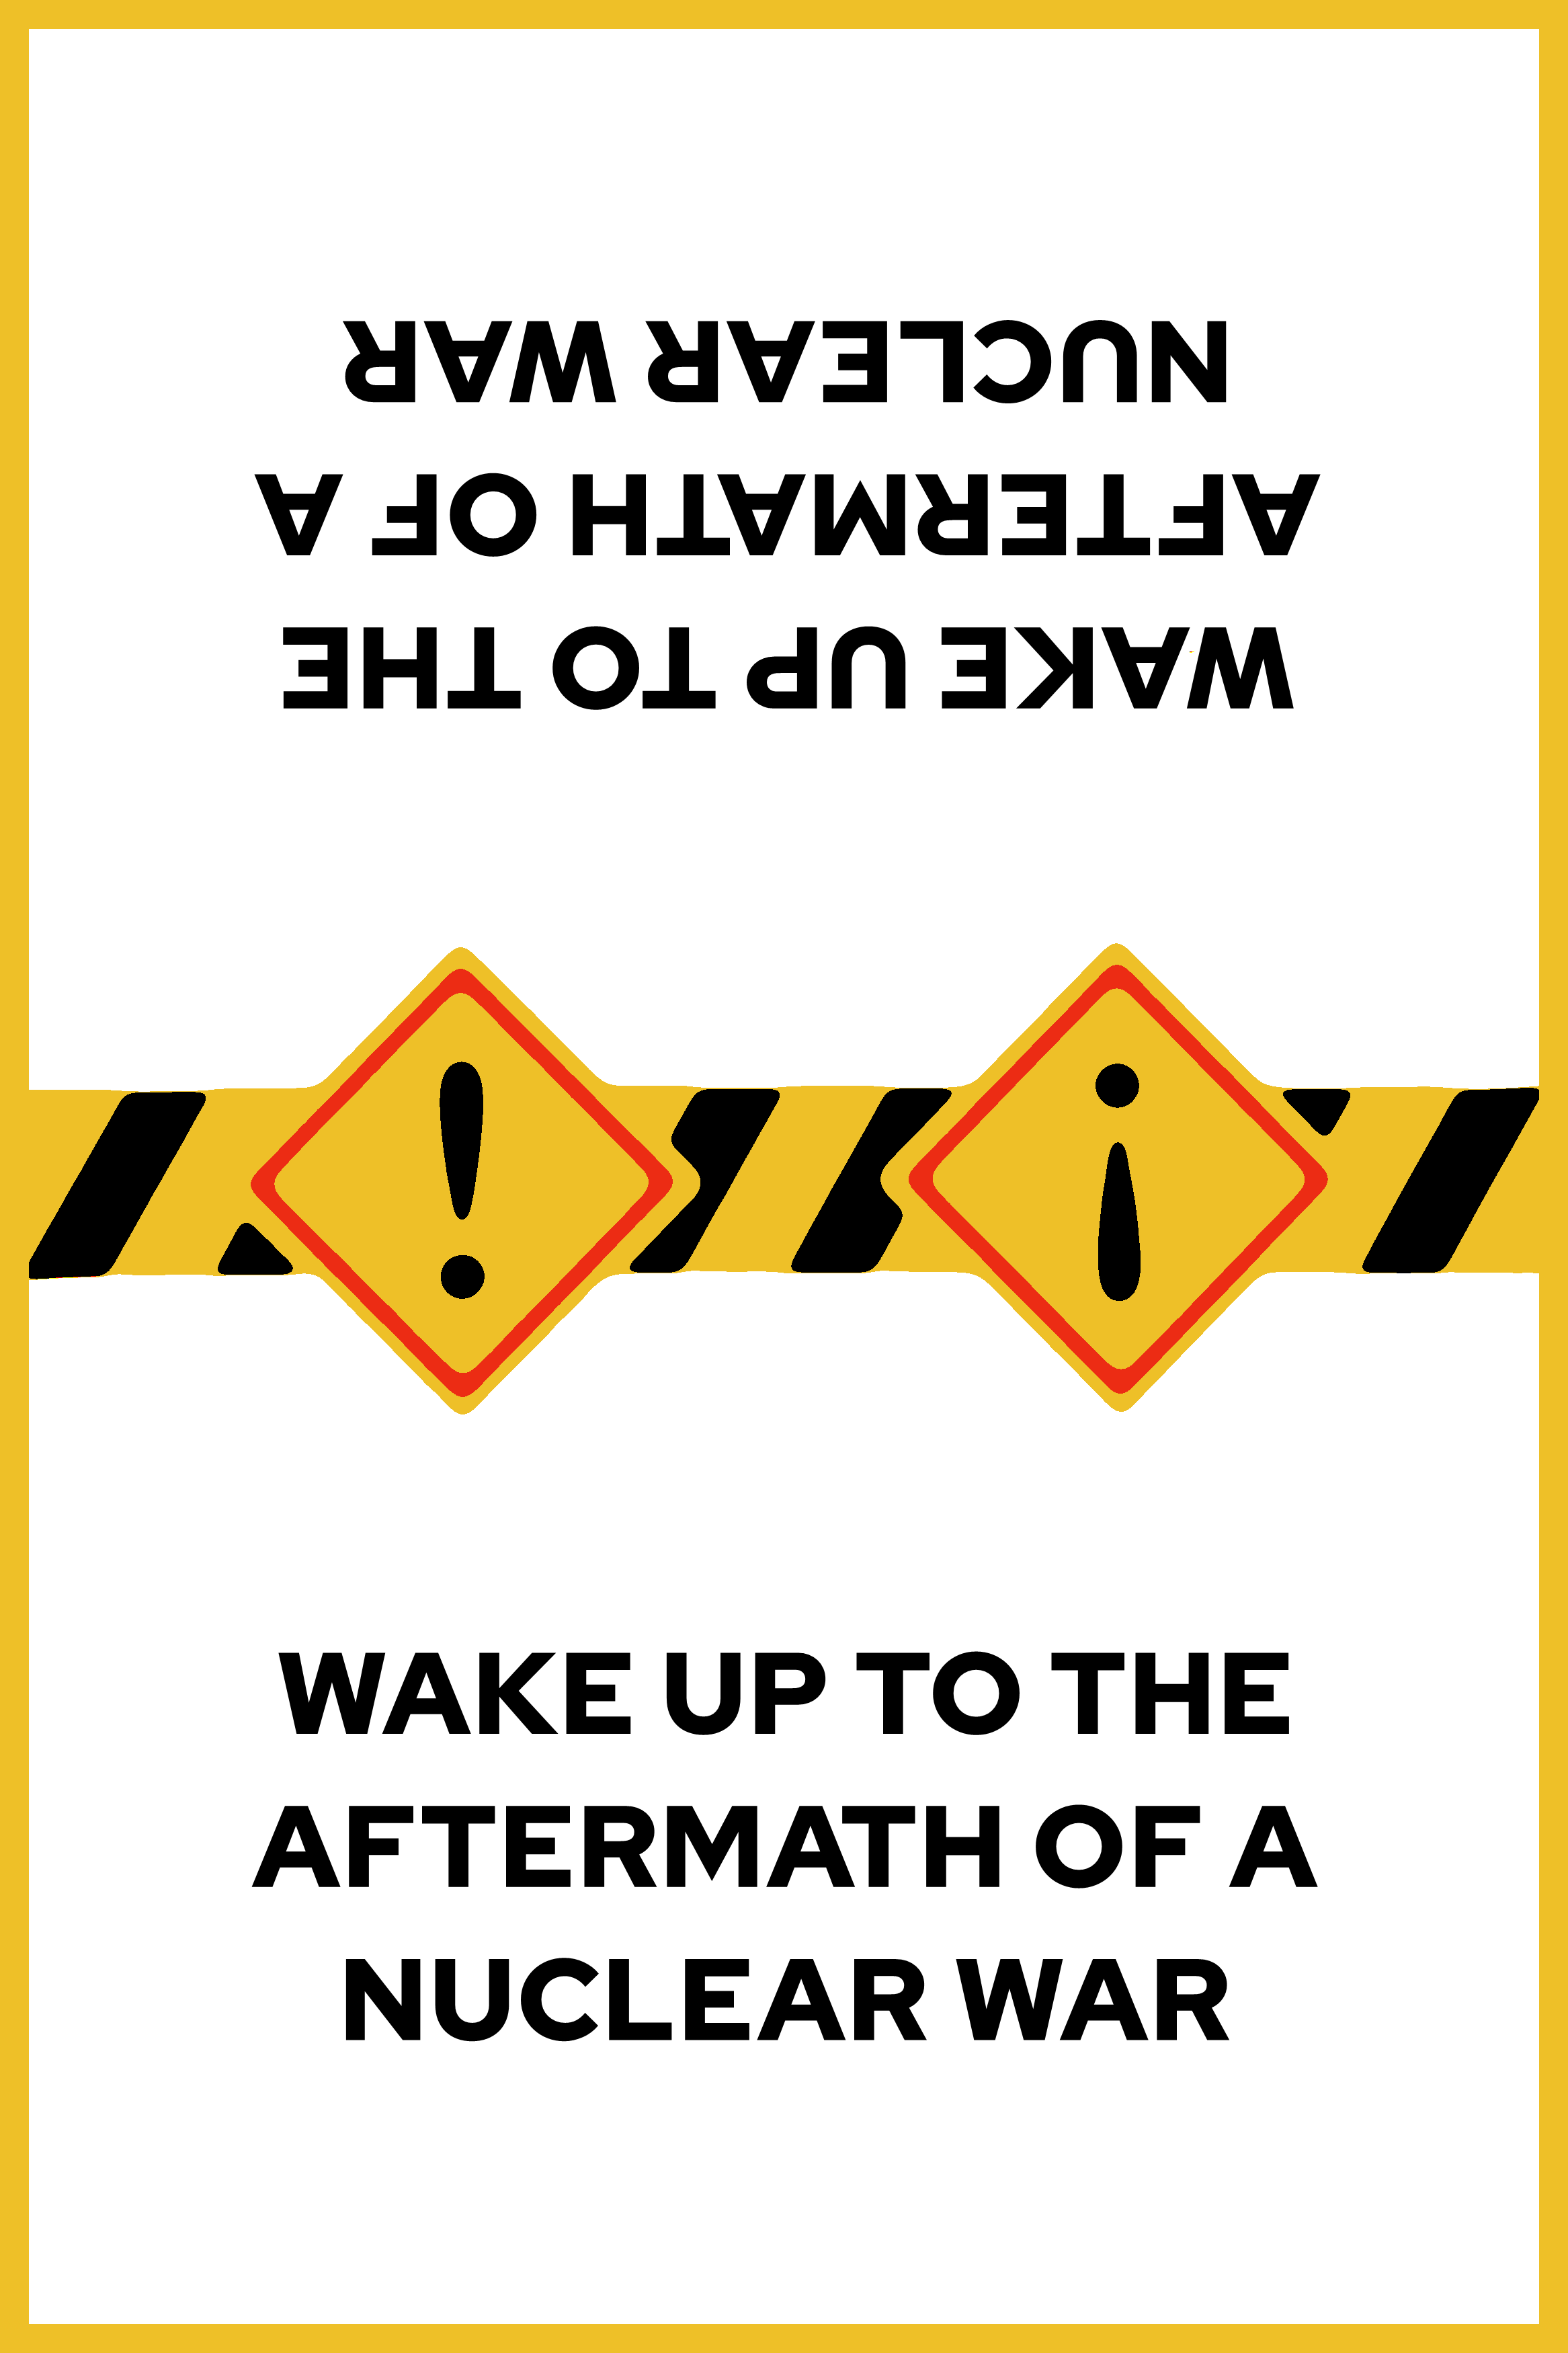 WAKE UP TO THE
AFTERMATH OF A
NUCLEAR WAR
!
!
WAKE UP TO THE
AFTERMATH OF A
NUCLEAR WAR